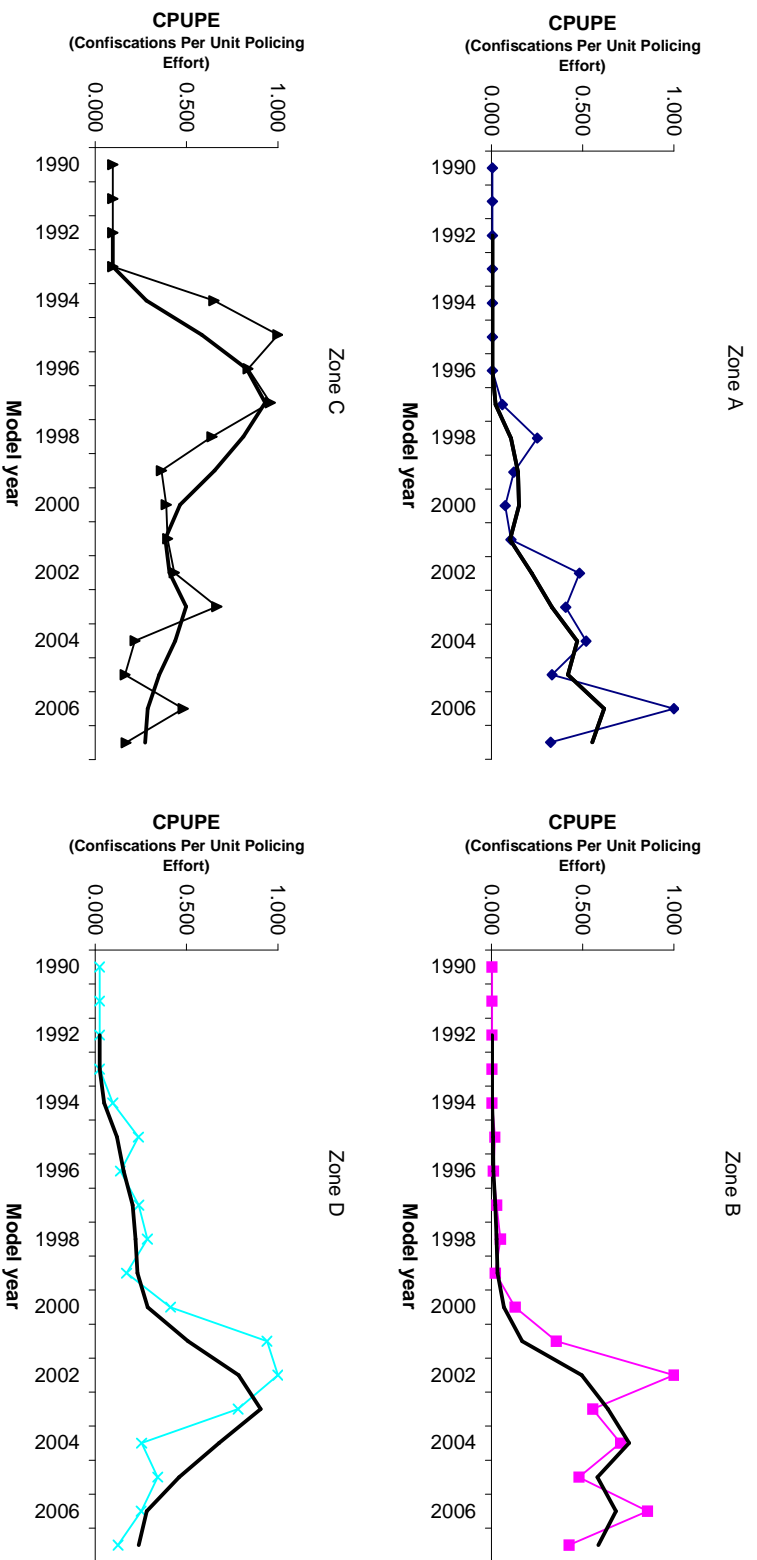 Zone A
CPUPE
(Confiscations Per Unit Policing
Effort)
1.000
0.500
0.000
1990
1992
1994
1996
1998
2000
2002
2004
2006
Model year
Zone B
CPUPE
(Confiscations Per Unit Policing
Effort)
1.000
0.500
0.000
1990
1992
1994
1996
1998
2000
2002
2004
2006
Model year
Zone C
CPUPE
(Confiscations Per Unit Policing
Effort)
1.000
0.500
0.000
1990
1992
1994
1996
1998
2000
2002
2004
2006
Model year
Zone D
CPUPE
(Confiscations Per Unit Policing
Effort)
1.000
0.500
0.000
1990
1992
1994
1996
1998
2000
2002
2004
2006
Model year